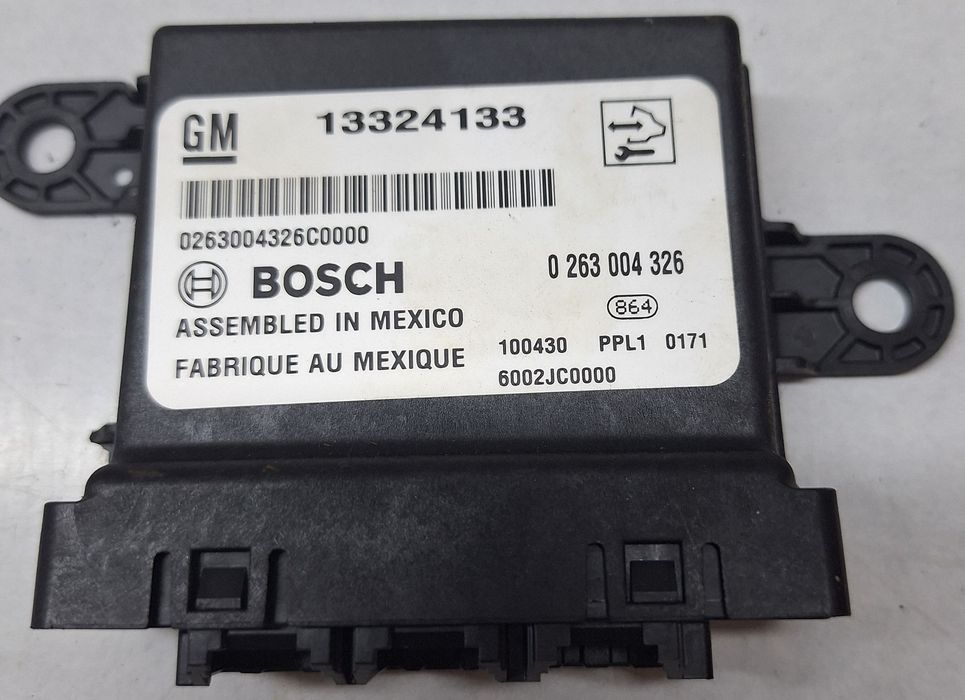 GM 13324133
0263004326C0000
BOSCH 0 263 004 326
ASSEMBLED IN MEXICO 864
FABRIQUE AU MEXIQUE 100430 PPL1 0171
6002JC0000